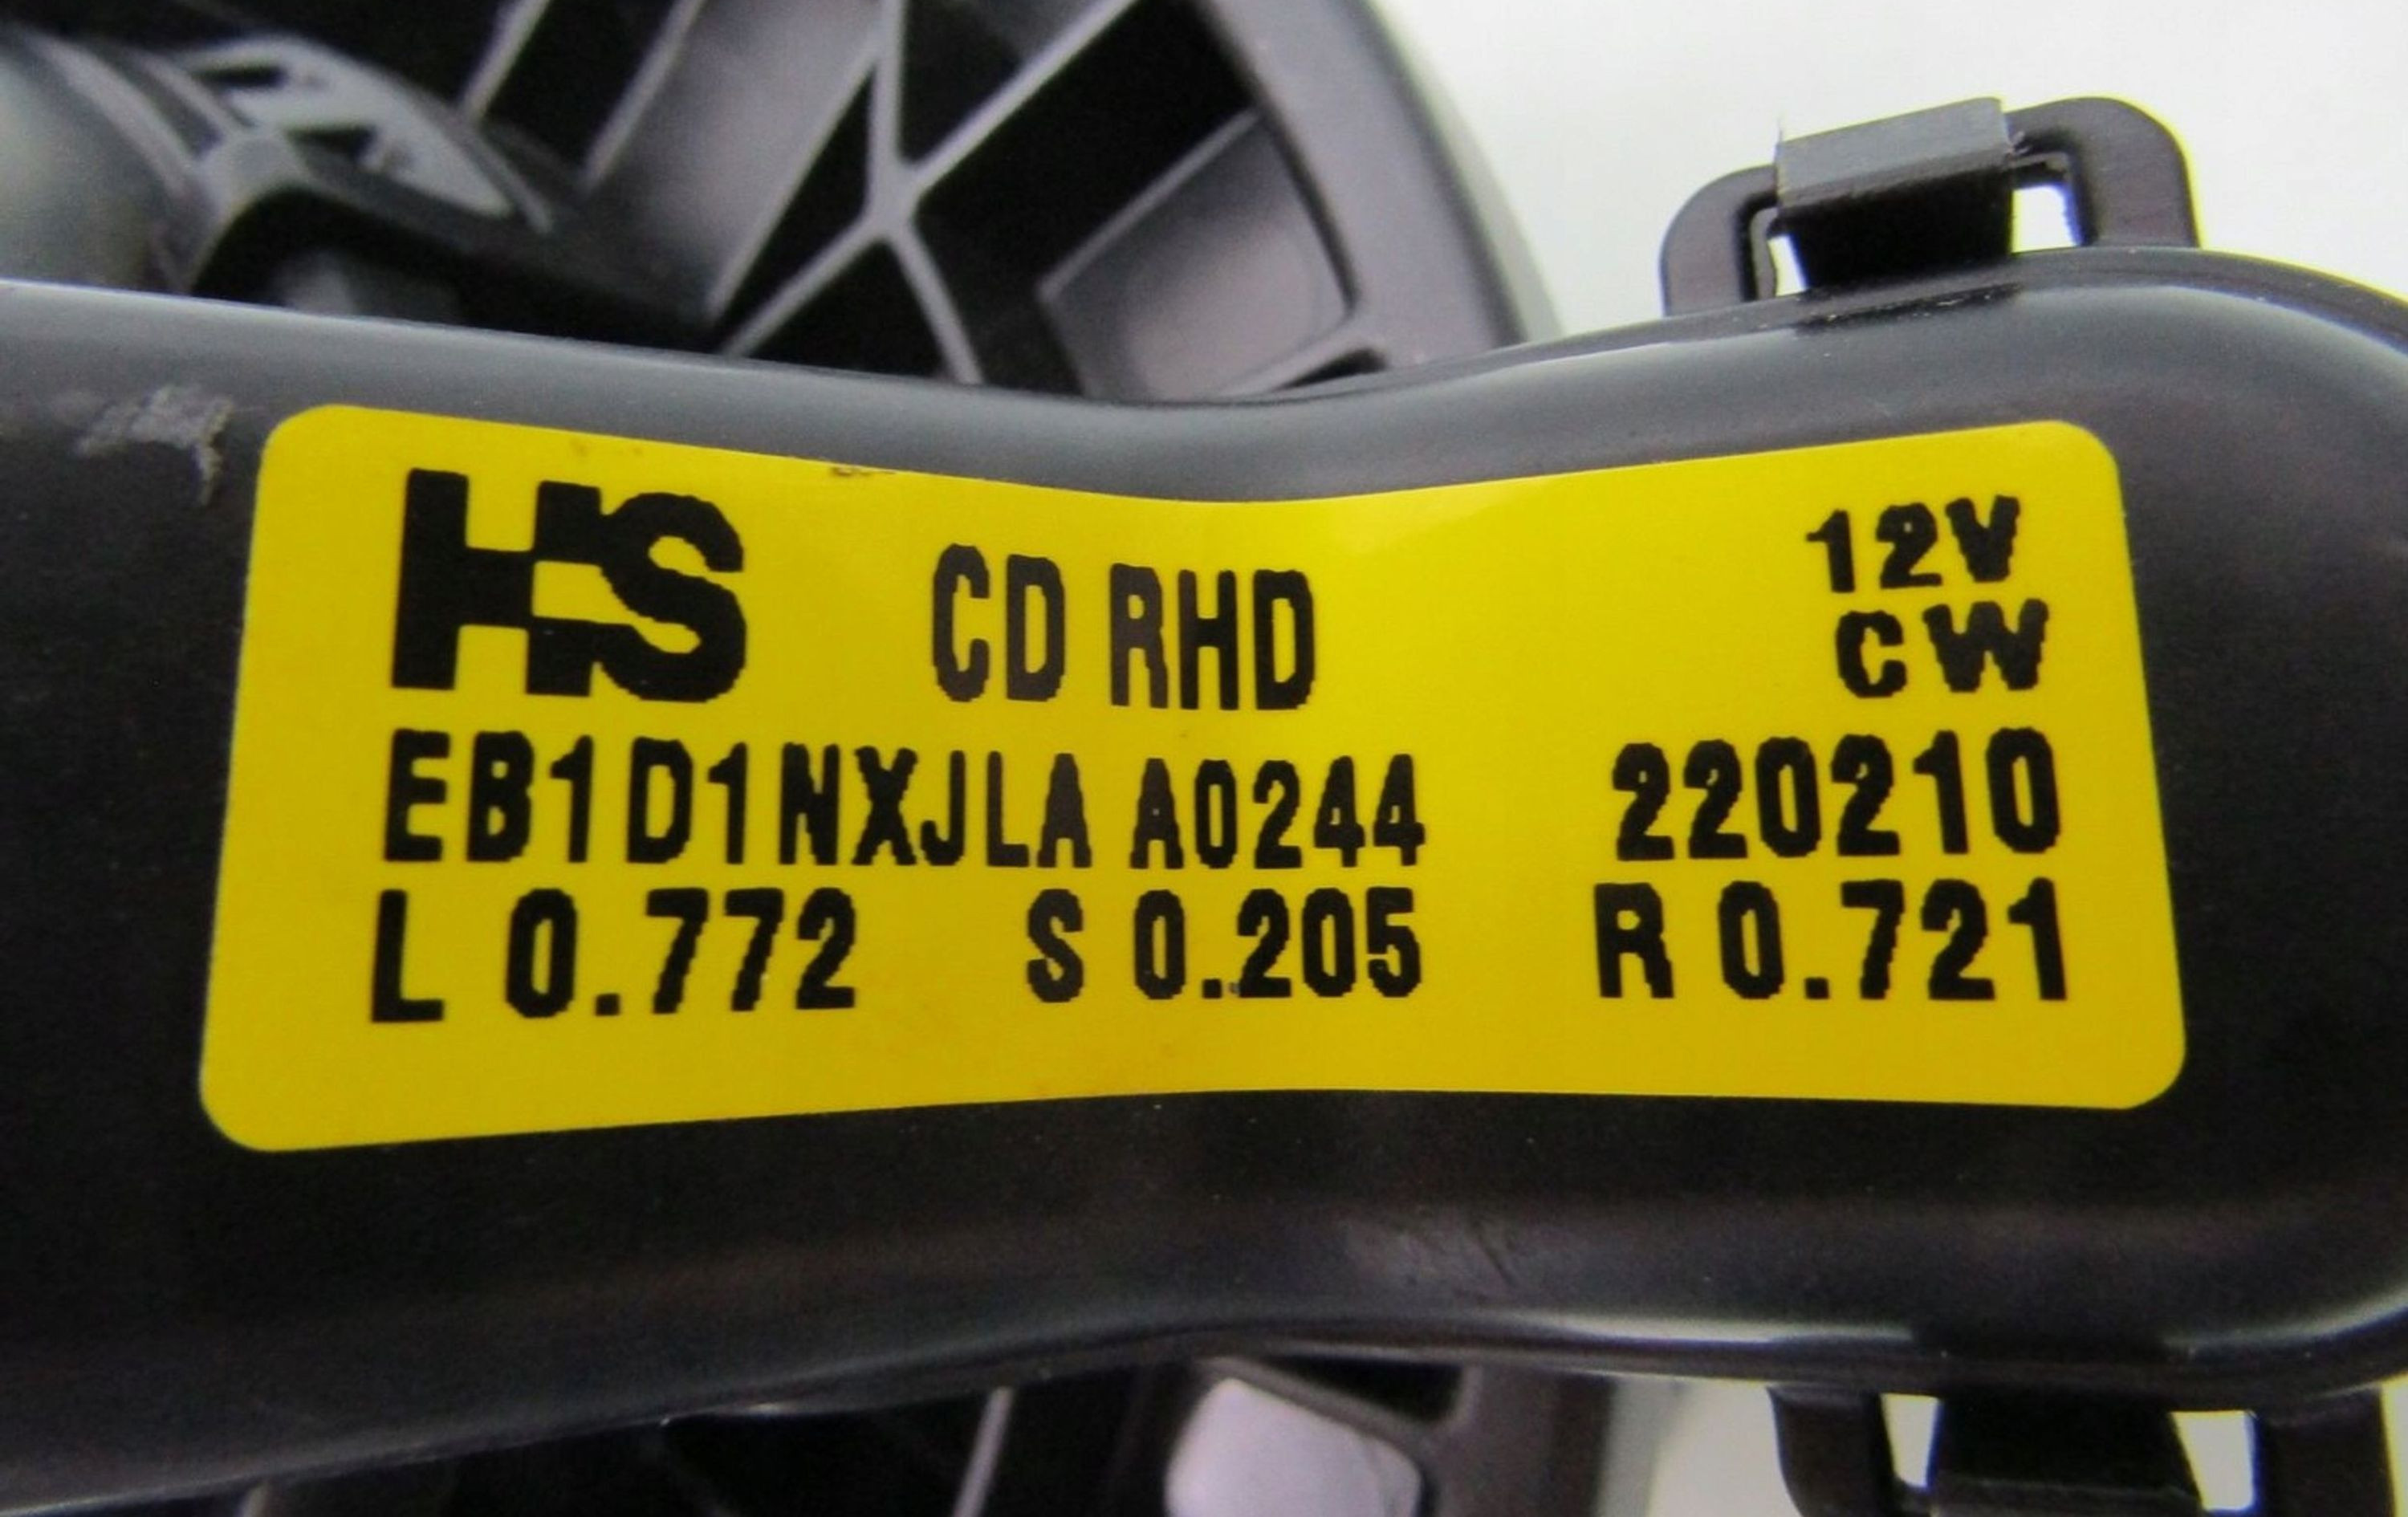 HS CD RHD 12V
CW
EB1D1NXJLA A0244 220210
L 0.772 S 0.205 R 0.721